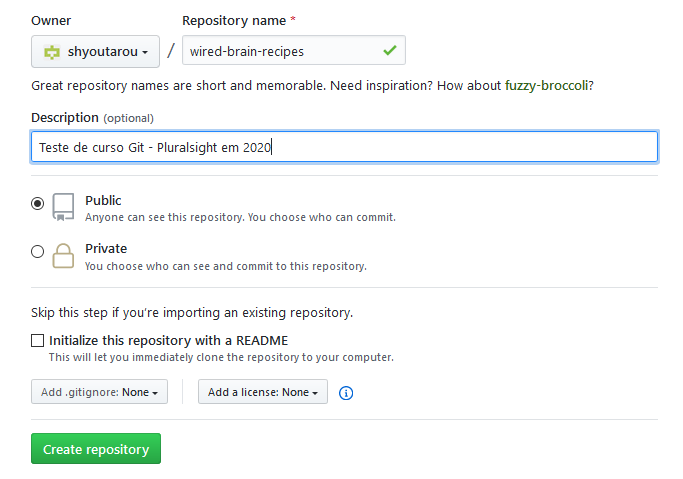 Owner
Repository name *
shyoutarou / wired-brain-recipes
Great repository names are short and memorable. Need inspiration? How about fuzzy-broccoli?
Description (optional)
Teste de curso Git - Pluralsight em 2020
Public
Anyone can see this repository. You choose who can commit.
Private
You choose who can see and commit to this repository.
Skip this step if you're importing an existing repository.
Initialize this repository with a README
This will let you immediately clone the repository to your computer.
Add .gitignore: None
Add a license: None
Create repository